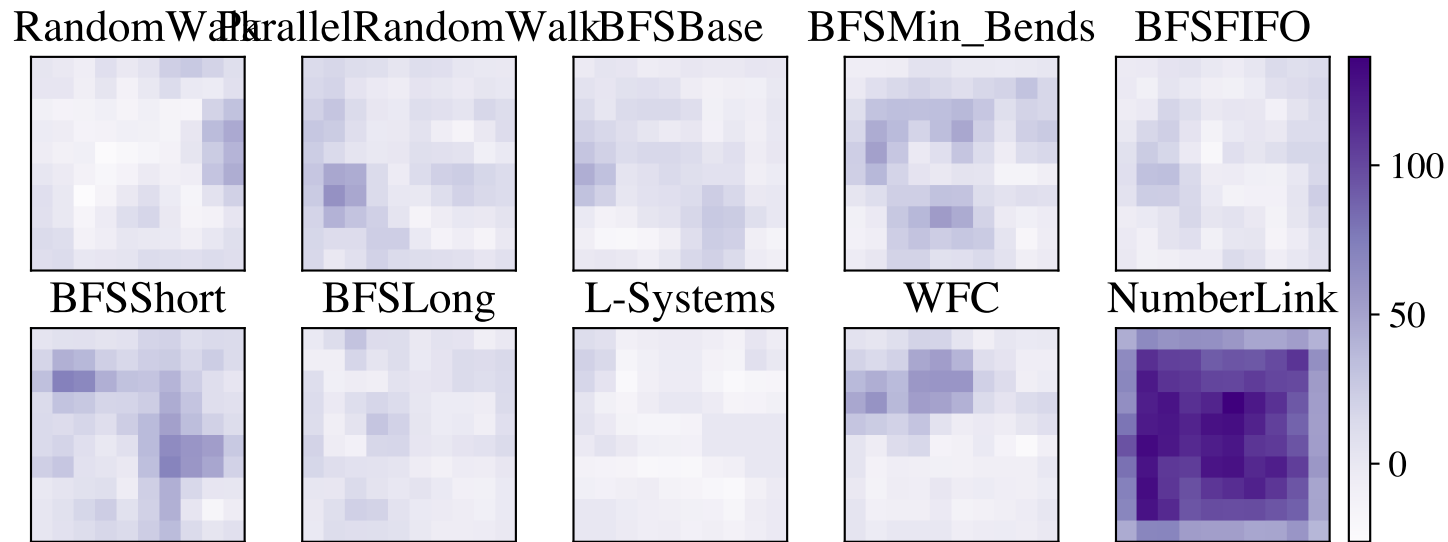 RandomWalk ParallelRandomWalk BFSBase BFSMin_Bends BFSFIFO
100
50
0
BFSShort BFSLong L-Systems WFC NumberLink